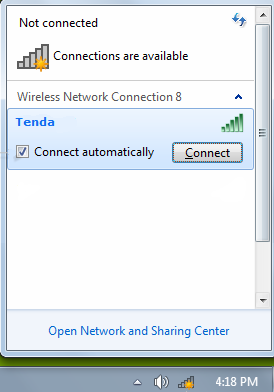 Not connected
Connections are available
Wireless Network Connection 8
Tenda
Connect automatically
Connect
Open Network and Sharing Center
4:18 PM